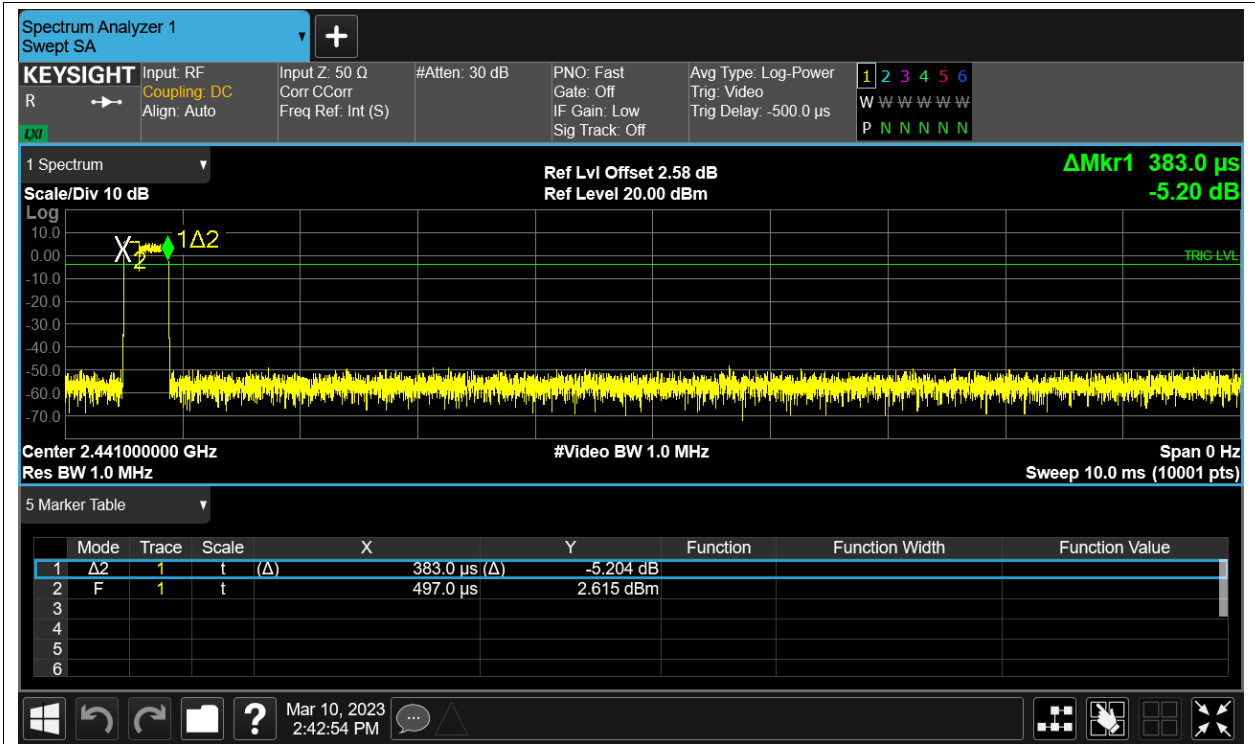 Spectrum Analyzer 1
Swept SA
KEYSIGHT Input: RF Input Z: 50 Ω #Atten: 30 dB PNO: Fast Avg Type: Log-Power 1 2 3 4 5 6
R Coupling: DC Corr CCorr Gate: Off Trig: Video W W W W W W
Align: Auto Freq Ref: Int (S) IF Gain: Low Trig Delay: -500.0 µs
LXI Sig Track: Off P N N N N N
1 Spectrum Ref Lvl Offset 2.58 dB ΔMkr1 383.0 µs
Scale/Div 10 dB Ref Level 20.00 dBm -5.20 dB
Log
10.0
X 2 1Δ2
0.00 TRIG LVL
-10.0
-20.0
-30.0
-40.0
-50.0
-60.0
-70.0
Center 2.441000000 GHz #Video BW 1.0 MHz Span 0 Hz
Res BW 1.0 MHz Sweep 10.0 ms (10001 pts)
5 Marker Table
Mode Trace Scale X Y Function Function Width Function Value
1 Δ2 1 t (Δ) 383.0 µs (Δ) -5.204 dB
2 F 1 t 497.0 µs 2.615 dBm
3
4
5
6
? Mar 10, 2023
2:42:54 PM